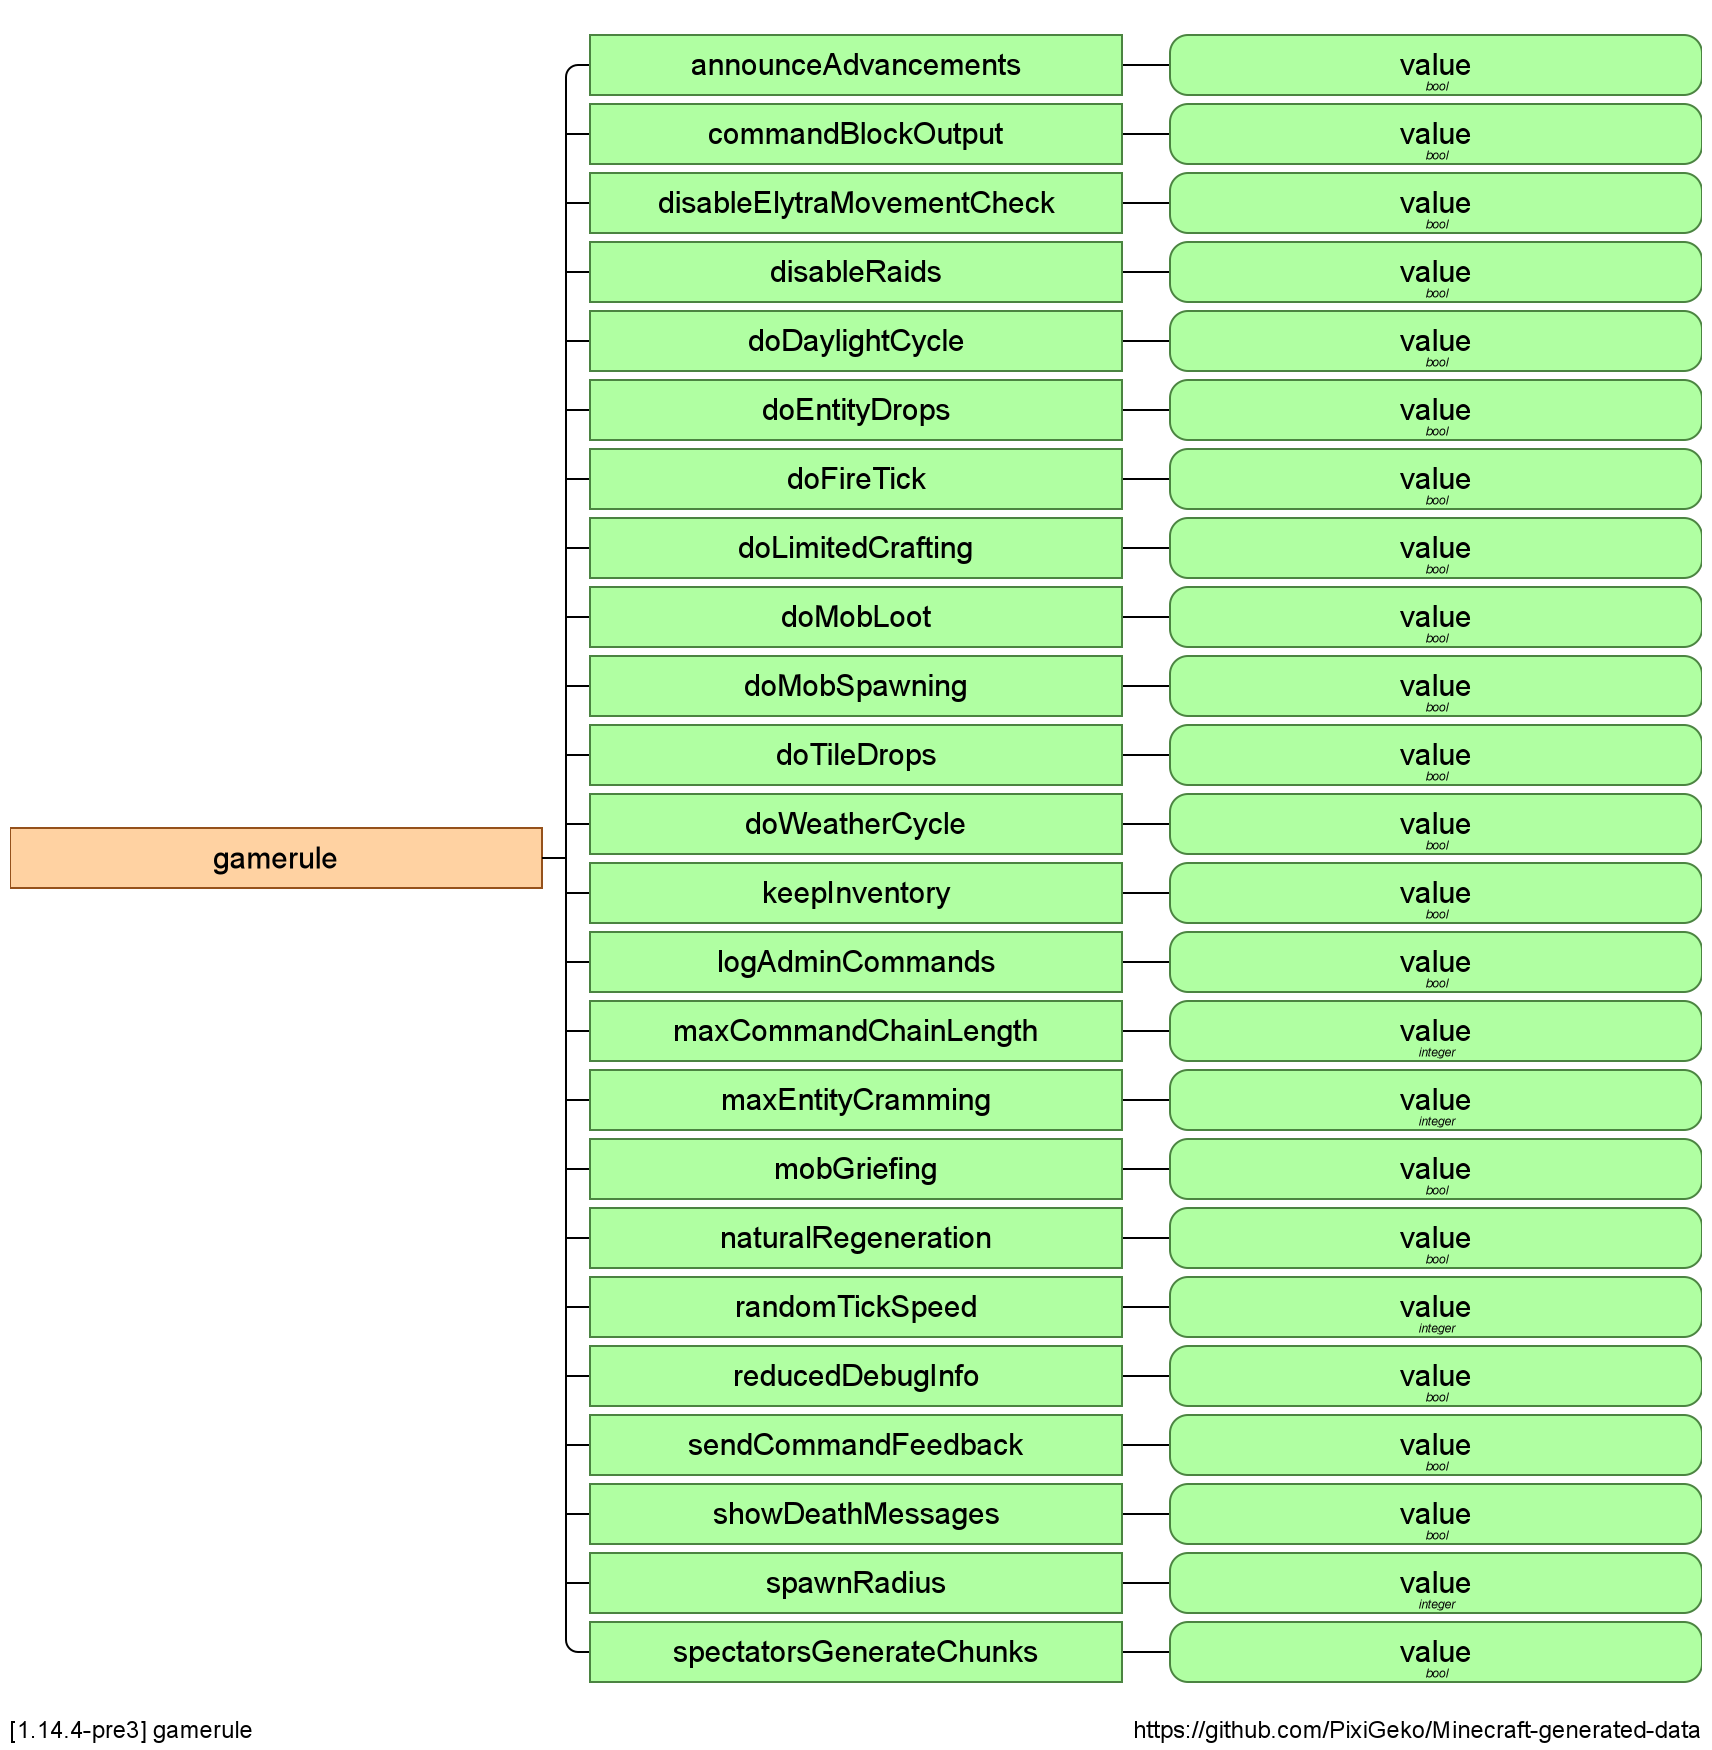 announceAdvancements value
bool
commandBlockOutput value
bool
disableElytraMovementCheck value
bool
disableRaids value
bool
doDaylightCycle value
bool
doEntityDrops value
bool
doFireTick value
bool
doLimitedCrafting value
bool
doMobLoot value
bool
doMobSpawning value
bool
doTileDrops value
bool
doWeatherCycle value
bool
gamerule
keepInventory value
bool
logAdminCommands value
bool
maxCommandChainLength value
integer
maxEntityCramming value
integer
mobGriefing value
bool
naturalRegeneration value
bool
randomTickSpeed value
integer
reducedDebugInfo value
bool
sendCommandFeedback value
bool
showDeathMessages value
bool
spawnRadius value
integer
spectatorsGenerateChunks value
bool
[1.14.4-pre3] gamerule https://github.com/PixiGeko/Minecraft-generated-data